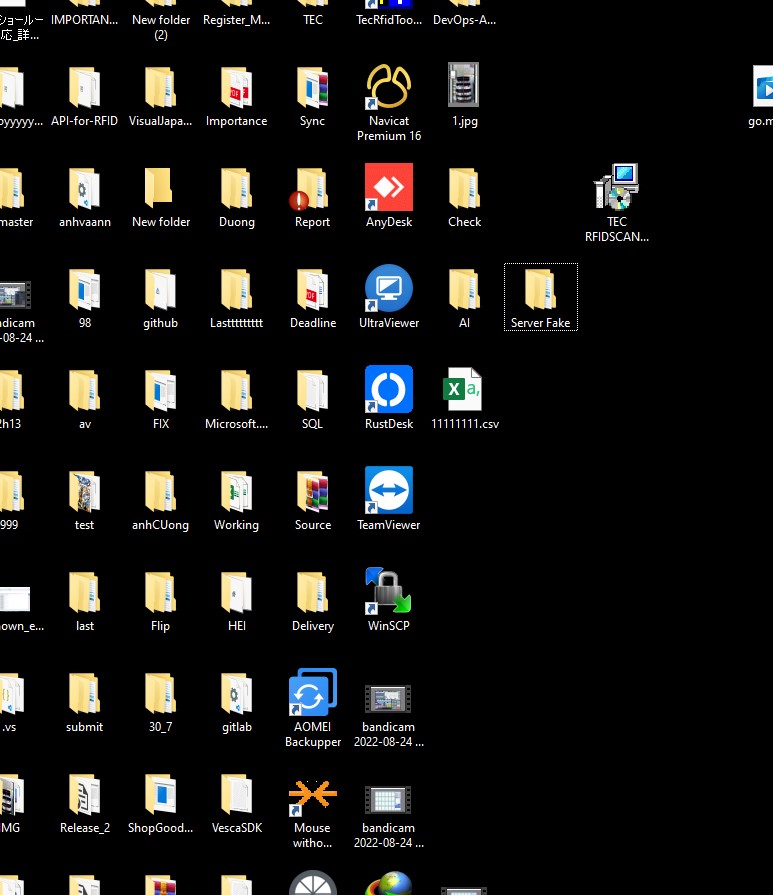 ショールー
応_詳...
IMPORTAN...
New folder
(2)
Register_M...
TEC
TecRfidToo...
DevOps-A...
oyyyyy...
API-for-RFID
VisualJapa...
Importance
Sync
Navicat
Premium 16
1.jpg
go.m
master
anhvaann
New folder
Duong
Report
AnyDesk
Check
TEC
RFIDSCAN...
ndicam
-08-24 ...
98
github
Lasttttttttt
Deadline
UltraViewer
AI
Server Fake
2h13
av
FIX
Microsoft....
SQL
RustDesk
11111111.csv
999
test
anhCUong
Working
Source
TeamViewer
own_e...
last
Flip
HEI
Delivery
WinSCP
.vs
submit
30_7
gitlab
AOMEI
Backupper
bandicam
2022-08-24 ...
IMG
Release_2
ShopGood...
VescaSDK
Mouse
witho...
bandicam
2022-08-24 ...